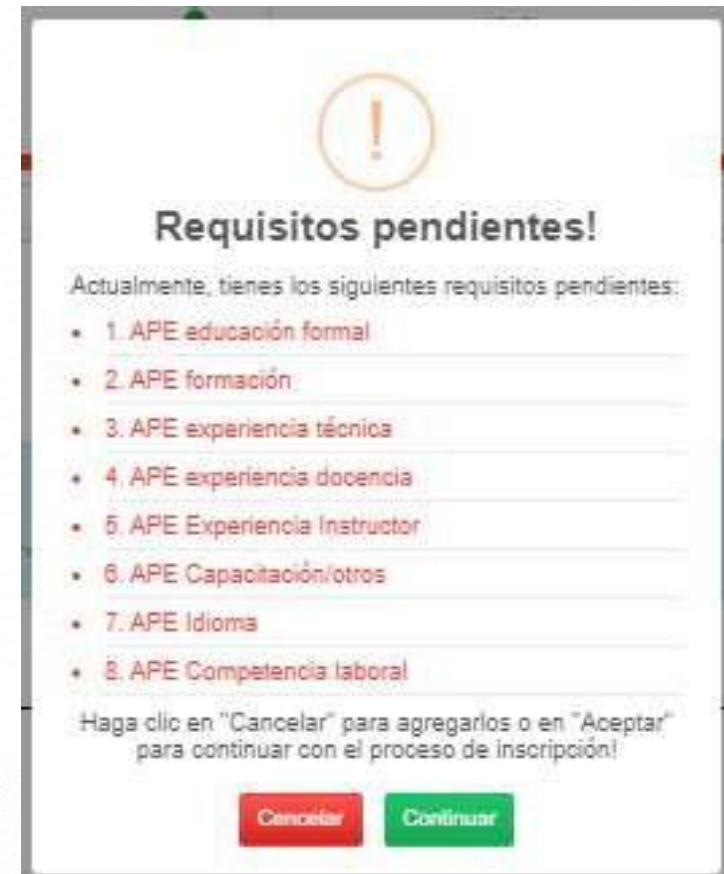 Requisitos pendientes!
Actualmente, tienes los siguientes requisitos pendientes:
• 1. APE educación formal
• 2. APE formación
• 3. APE experiencia técnica
• 4. APE experiencia docencia
• 5. APE Experiencia Instructor
• 6. APE Capacitación/otros
• 7. APE Idioma
• 8. APE Competencia laboral
Haga clic en "Cancelar" para agregarlos o en "Aceptar"
para continuar con el proceso de inscripción!
Cancelar Continuar